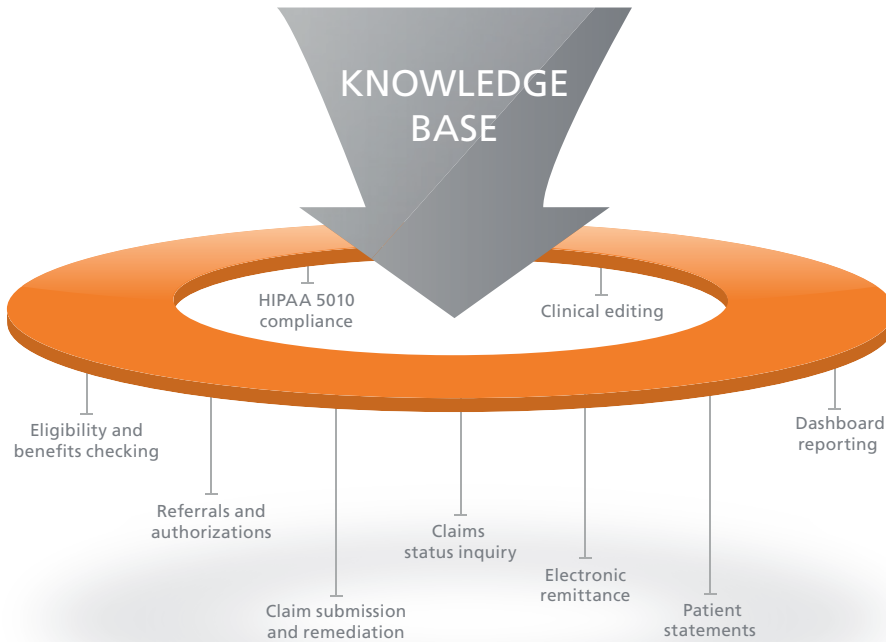 KNOWLEDGE
BASE
HIPAA 5010
compliance
Clinical editing
Eligibility and
benefits checking
Referrals and
authorizations
Claim submission
and remediation
Claims
status inquiry
Electronic
remittance
Patient
statements
Dashboard
reporting